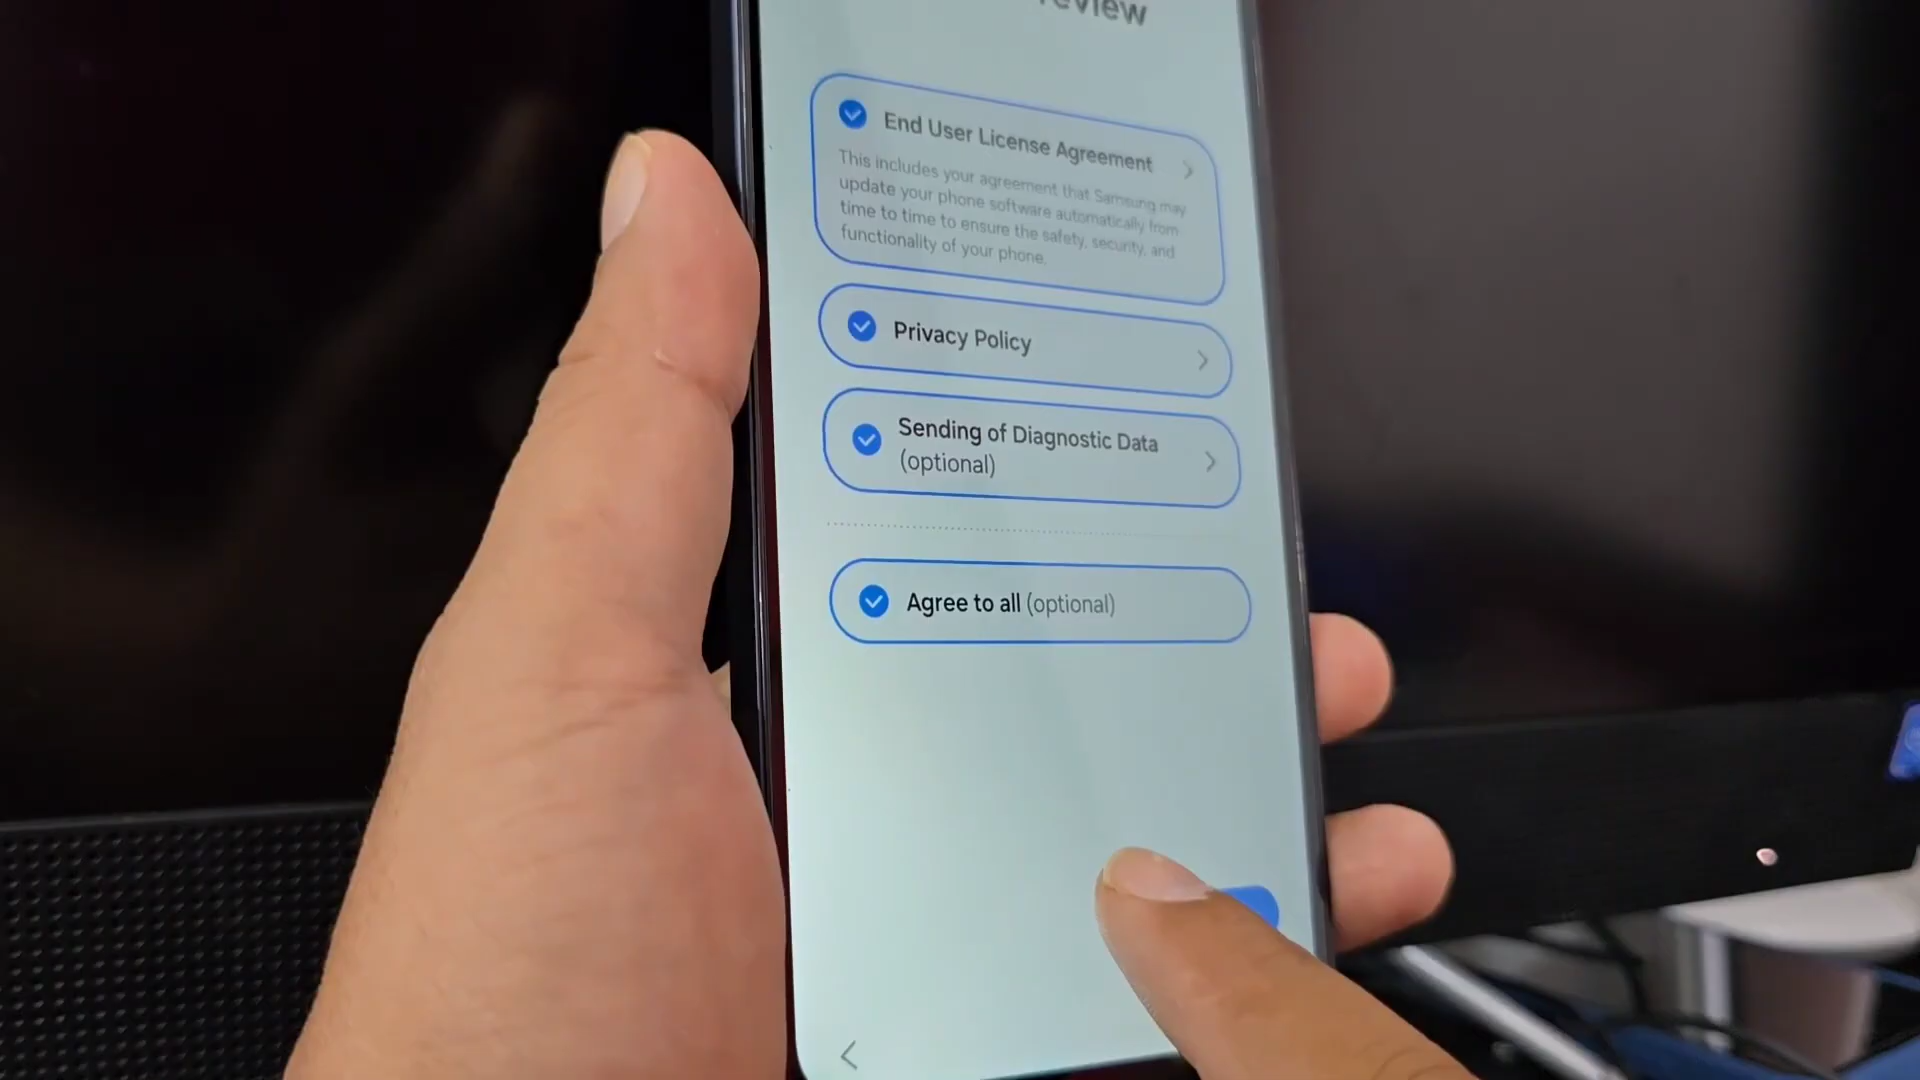 review
End User License Agreement
This includes your agreement that Samsung may
update your phone software automatically from
time to time to ensure the safety, security, and
functionality of your phone.
Privacy Policy
Sending of Diagnostic Data
(optional)
Agree to all (optional)